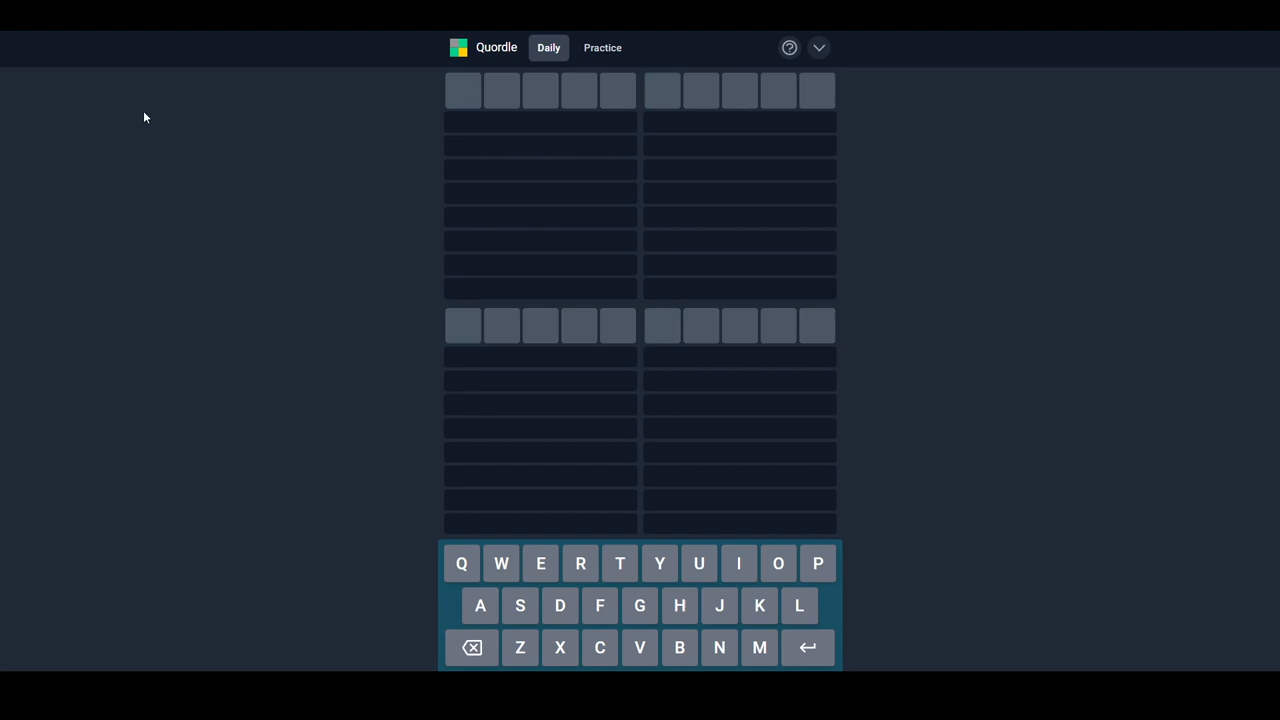 Quordle Daily Practice
Q W E R T Y U I O P
A S D F G H J K L
Z X C V B N M